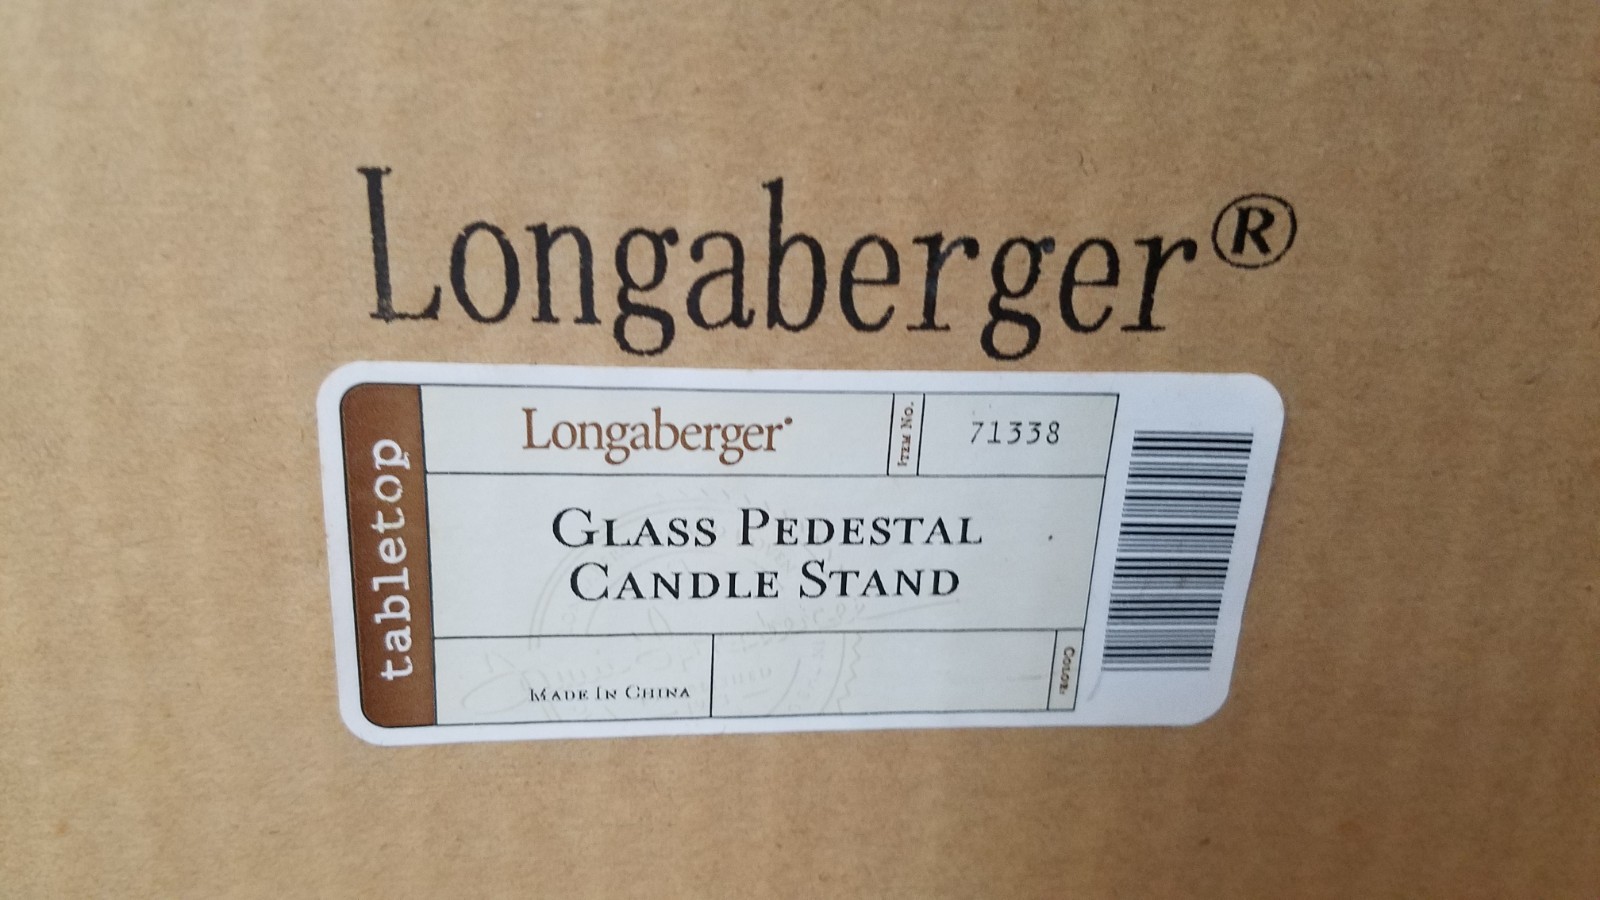 Longaberger®
tabletop
Longaberger
ITEM NO.
71338
GLASS PEDESTAL
CANDLE STAND
MADE IN CHINA
COLOR: